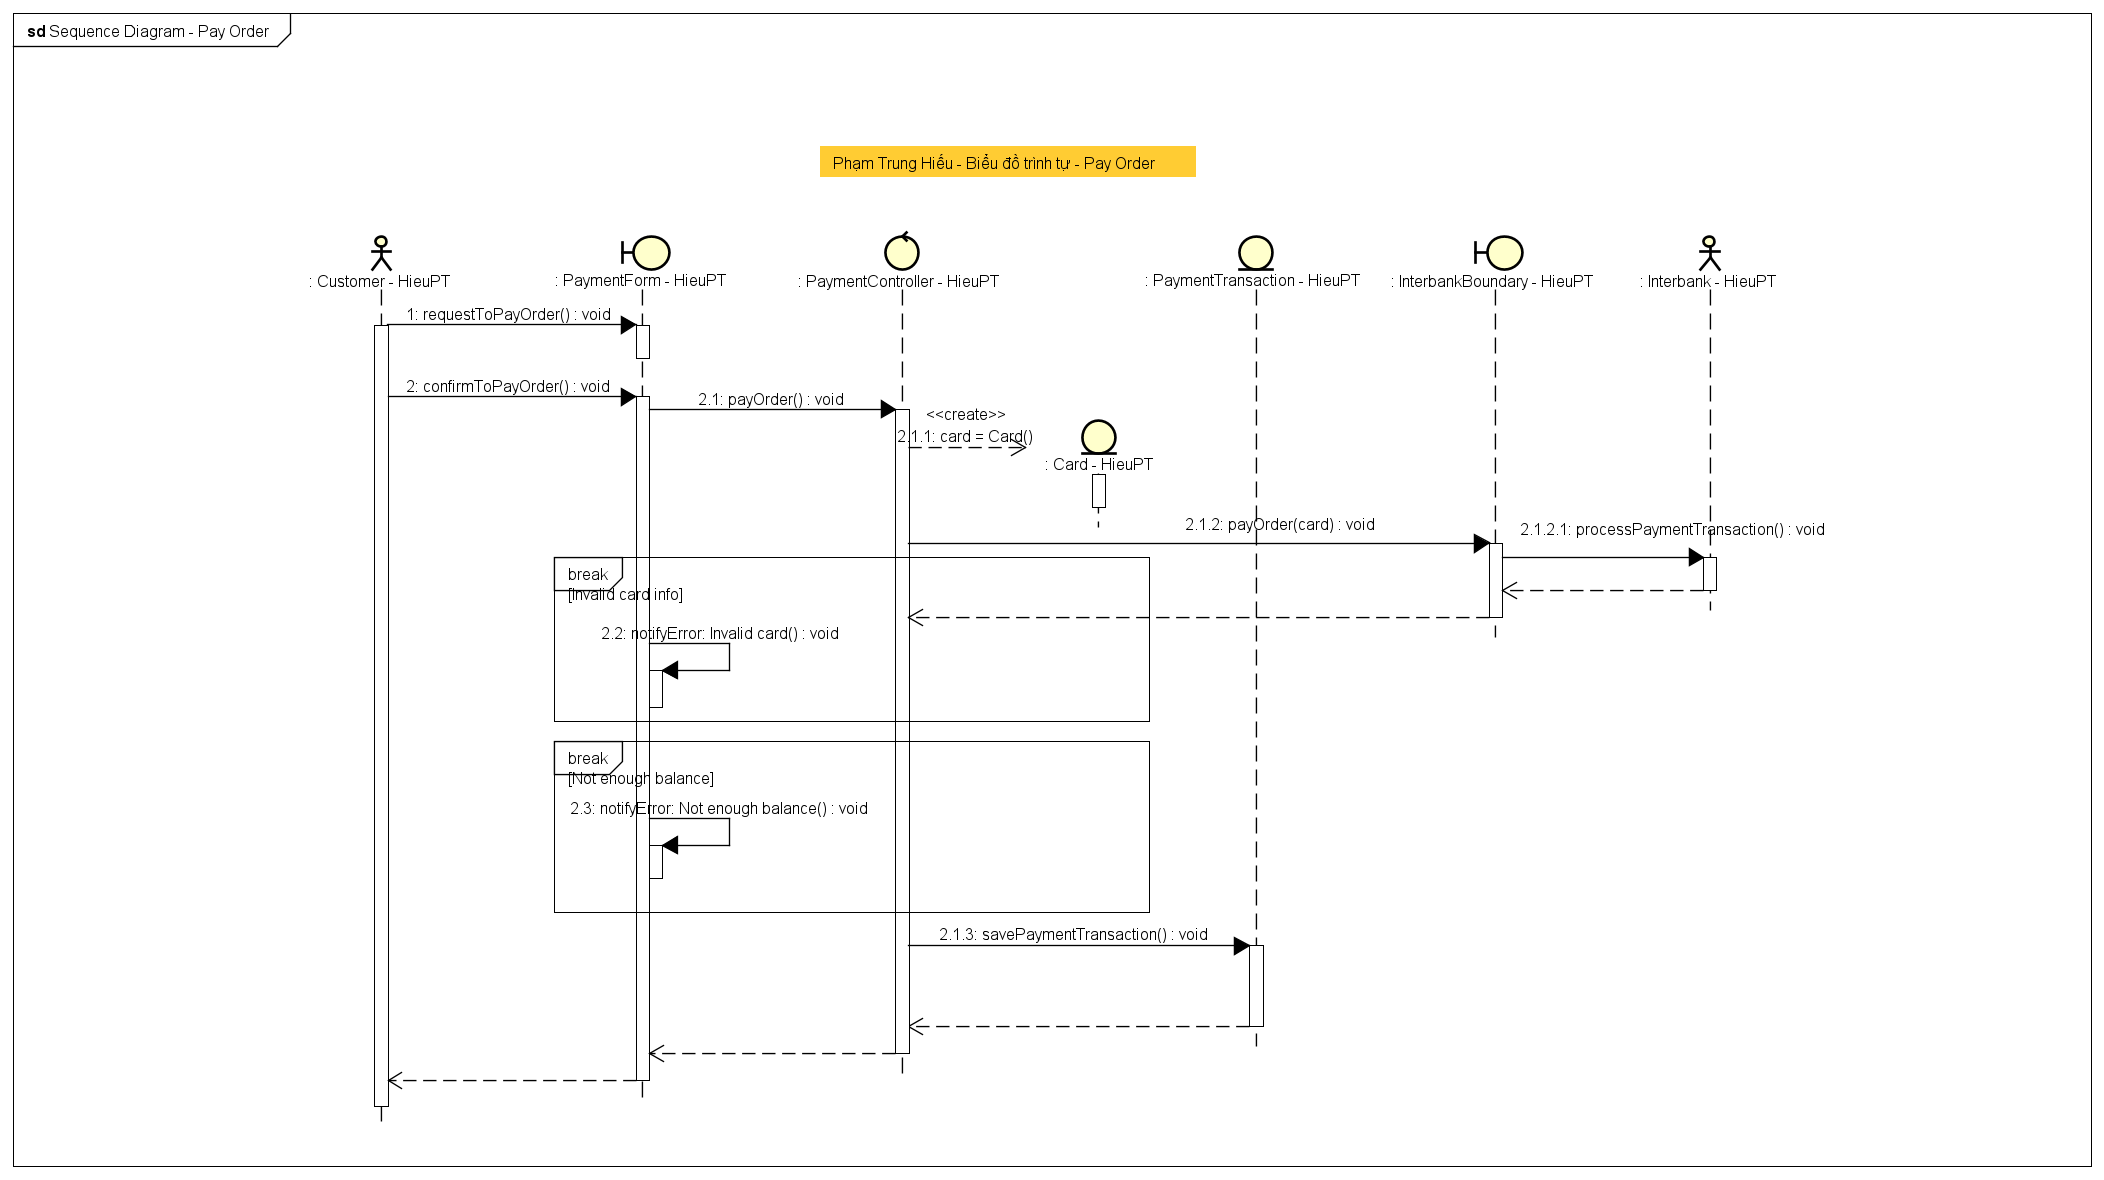 sd Sequence Diagram - Pay Order
Phạm Trung Hiếu - Biểu đồ trình tự - Pay Order
: Customer - HieuPT
: PaymentForm - HieuPT
: PaymentController - HieuPT
: PaymentTransaction - HieuPT
: InterbankBoundary - HieuPT
: Interbank - HieuPT
1: requestToPayOrder() : void
2: confirmToPayOrder() : void
2.1: payOrder() : void
<<create>>
2.1.1: card = Card()
: Card - HieuPT
2.1.2: payOrder(card) : void
2.1.2.1: processPaymentTransaction() : void
break
[Invalid card info]
2.2: notifyError: Invalid card() : void
break
[Not enough balance]
2.3: notifyError: Not enough balance() : void
2.1.3: savePaymentTransaction() : void